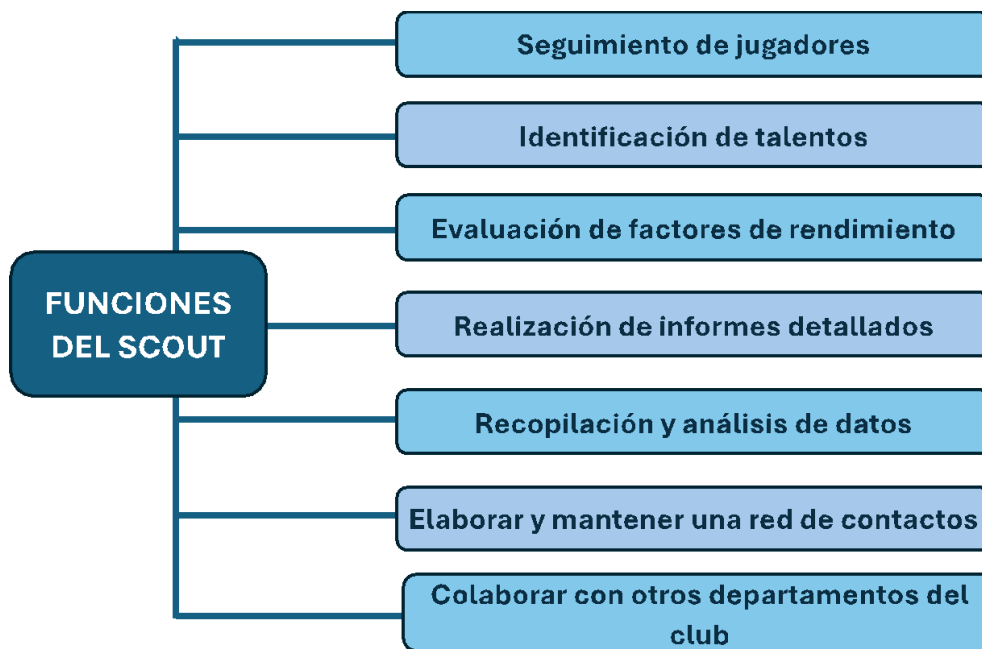 Seguimiento de jugadores
Identificación de talentos
Evaluación de factores de rendimiento
FUNCIONES
DEL SCOUT
Realización de informes detallados
Recopilación y análisis de datos
Elaborar y mantener una red de contactos
Colaborar con otros departamentos del
club